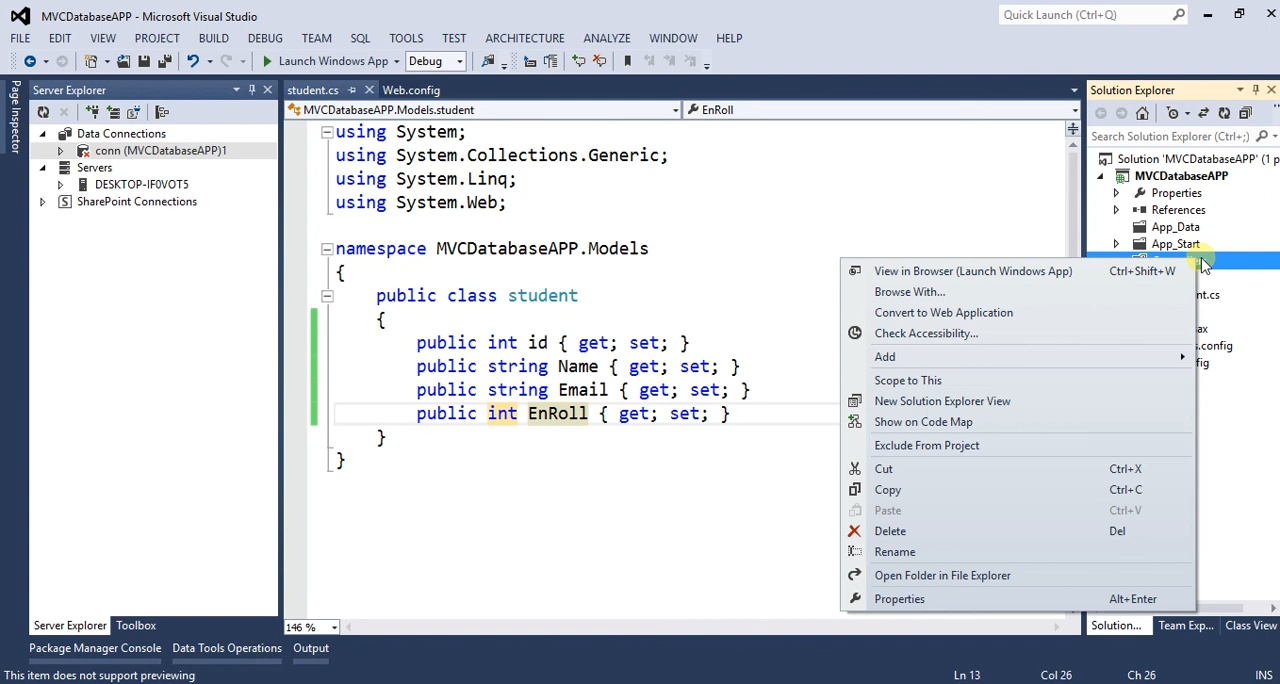 MVCDatabaseAPP - Microsoft Visual Studio
Quick Launch (Ctrl+Q)
FILE EDIT VIEW PROJECT BUILD DEBUG TEAM SQL TOOLS TEST ARCHITECTURE ANALYZE WINDOW HELP
Launch Windows App Debug
Page Inspector
Server Explorer
Data Connections
conn (MVCDatabaseAPP)1
Servers
DESKTOP-IF0VOT5
SharePoint Connections
Server Explorer Toolbox
student.cs Web.config
MVCDatabaseAPP.Models.student EnRoll
using System;
using System.Collections.Generic;
using System.Linq;
using System.Web;
namespace MVCDatabaseAPP.Models
{
public class student
{
public int id { get; set; }
public string Name { get; set; }
public string Email { get; set; }
public int EnRoll { get; set; }
}
}
146 %
Solution Explorer
Search Solution Explorer (Ctrl+;)
Solution 'MVCDatabaseAPP' (1 p
MVCDatabaseAPP
Properties
References
App_Data
App_Start
nt.cs
ax
s.config
fig
View in Browser (Launch Windows App) Ctrl+Shift+W
Browse With...
Convert to Web Application
Check Accessibility...
Add
Scope to This
New Solution Explorer View
Show on Code Map
Exclude From Project
Cut Ctrl+X
Copy Ctrl+C
Paste Ctrl+V
Delete Del
Rename
Open Folder in File Explorer
Properties Alt+Enter
Solution... Team Exp... Class View
Package Manager Console Data Tools Operations Output
This item does not support previewing Ln 13 Col 26 Ch 26 INS